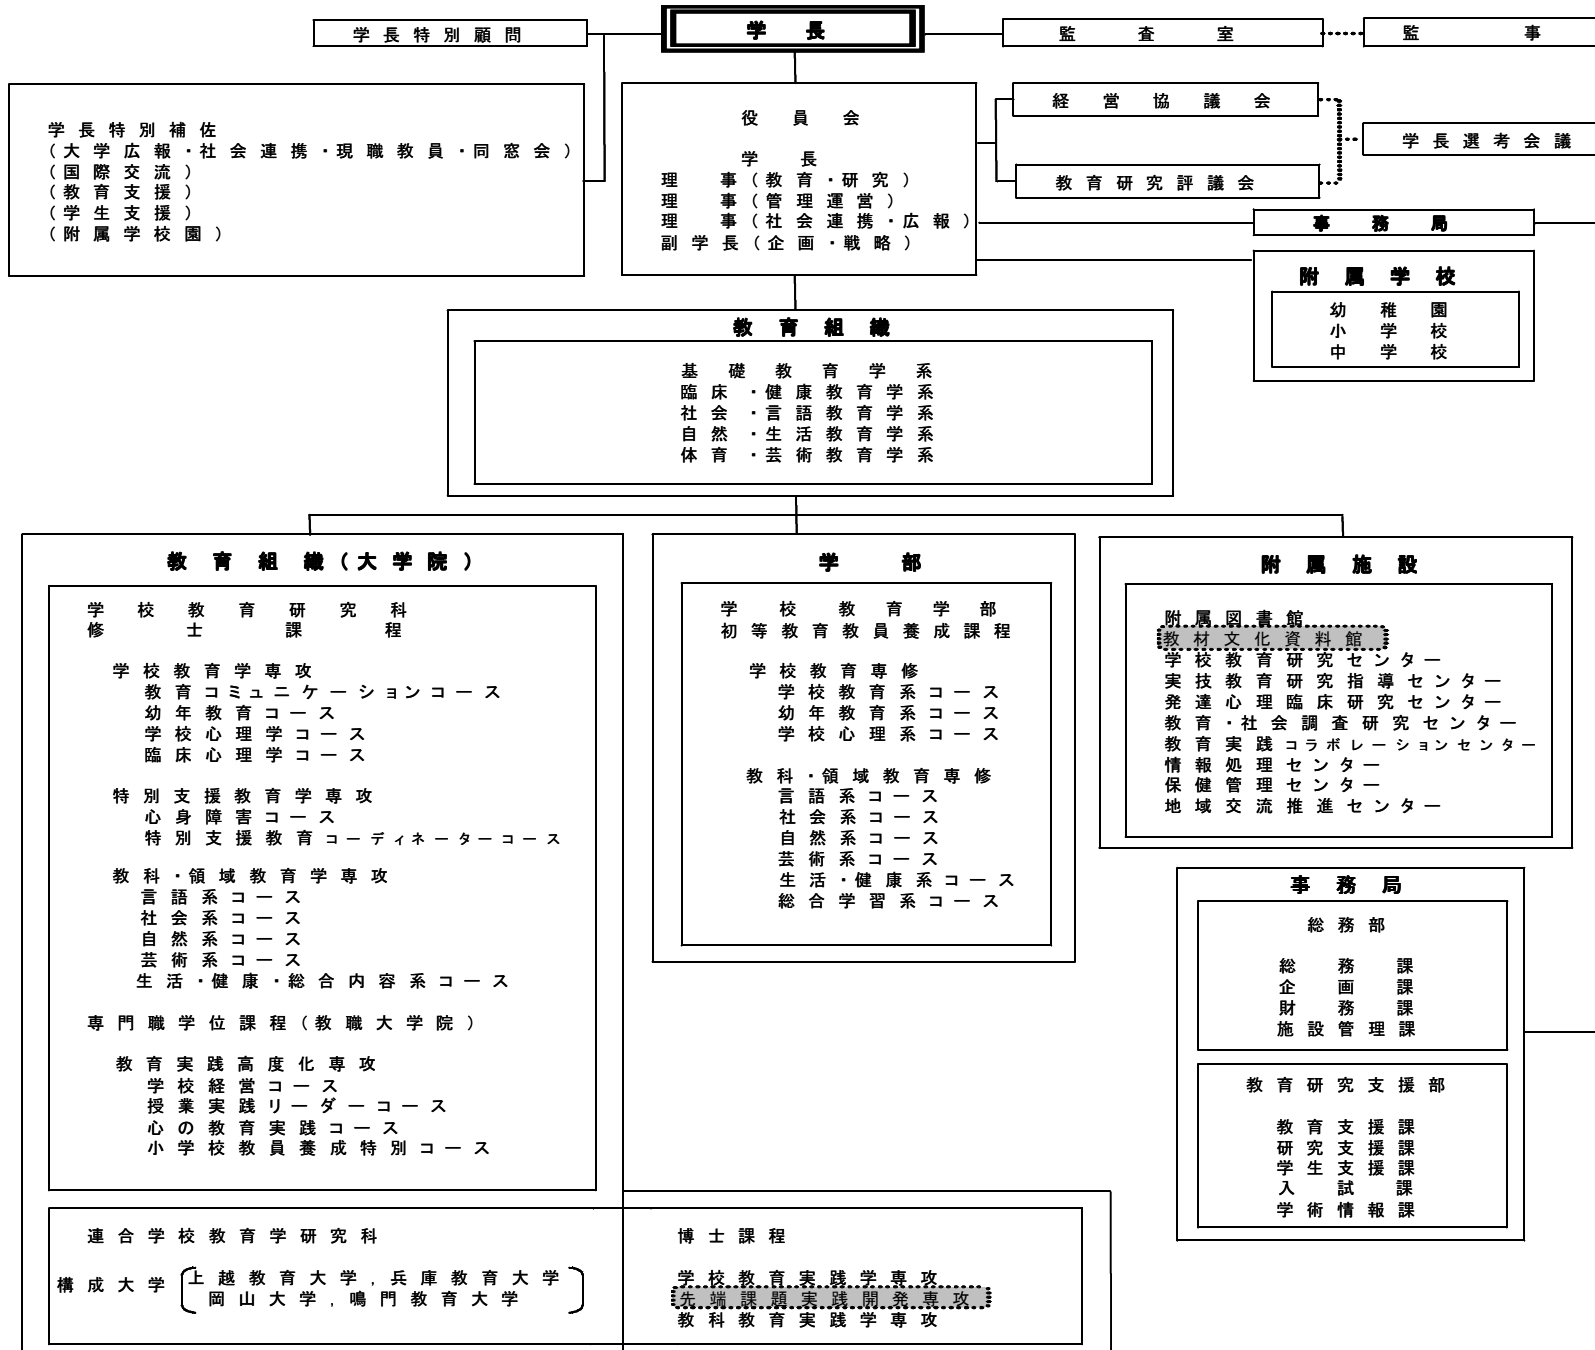 学長特別顧問
学長
監査室
監事
学長特別補佐
(大学広報・社会連携・現職教員・同窓会)
(国際交流)
(教育支援)
(学生支援)
(附属学校園)
役員会
学長
理事(教育・研究)
理事(管理運営)
理事(社会連携・広報)
副学長(企画・戦略)
経営協議会
教育研究評議会
学長選考会議
事務局
附属学校
幼稚園
小学校
中学校
教育組織
基礎教育学系
臨床・健康教育学系
社会・言語教育学系
自然・生活教育学系
体育・芸術教育学系
教育組織(大学院)
学校教育研究科
修士課程
学校教育学専攻
教育コミュニケーションコース
幼年教育コース
学校心理学コース
臨床心理学コース
特別支援教育学専攻
心身障害コース
特別支援教育コーディネーターコース
教科・領域教育学専攻
言語系コース
社会系コース
自然系コース
芸術系コース
生活・健康・総合内容系コース
専門職学位課程(教職大学院)
教育実践高度化専攻
学校経営コース
授業実践リーダーコース
心の教育実践コース
小学校教員養成特別コース
学部
学校教育学部
初等教育教員養成課程
学校教育専修
学校教育系コース
幼年教育系コース
学校心理系コース
教科・領域教育専修
言語系コース
社会系コース
自然系コース
芸術系コース
生活・健康系コース
総合学習系コース
附属施設
附属図書館
教材文化資料館
学校教育研究センター
実技教育研究指導センター
発達心理臨床研究センター
教育・社会調査研究センター
教育実践コラボレーションセンター
情報処理センター
保健管理センター
地域交流推進センター
事務局
総務部
総務課
企画課
財務課
施設管理課
教育研究支援部
教育支援課
研究支援課
学生支援課
入試課
学術情報課
連合学校教育学研究科
構成大学
上越教育大学,兵庫教育大学
岡山大学,鳴門教育大学
博士課程
学校教育実践学専攻
先端課題実践開発専攻
教科教育実践学専攻